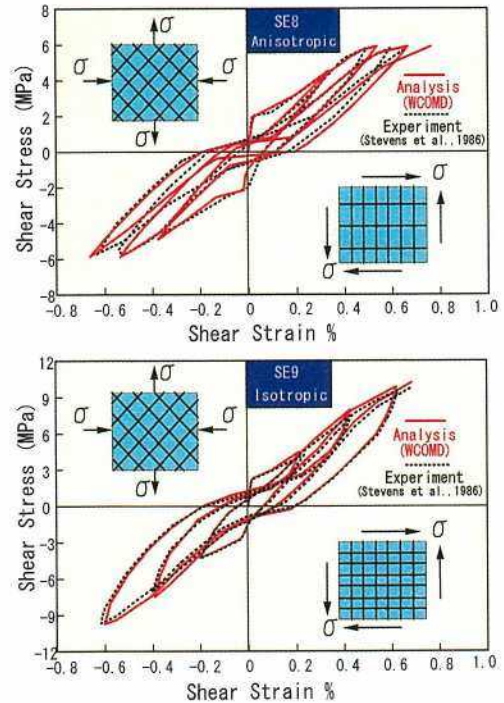 SE8
Anisotropic
σ
σ
σ
σ
Analysis
(WCOMD)
Experiment
(Stevens et al., 1986)
σ
σ
Shear Stress (MPa)
8
6
4
2
0
-2
-4
-6
-8
-0.8 -0.6 -0.4 -0.2 0 0.2 0.4 0.6 0.8 1.0
Shear Strain %
SE9
Isotropic
σ
σ
σ
σ
Analysis
(WCOMD)
Experiment
(Stevens et al., 1986)
σ
σ
Shear Stress (MPa)
12
9
6
3
0
-3
-6
-9
-12
-0.8 -0.6 -0.4 -0.2 0 0.2 0.4 0.6 0.8 1.0
Shear Strain %